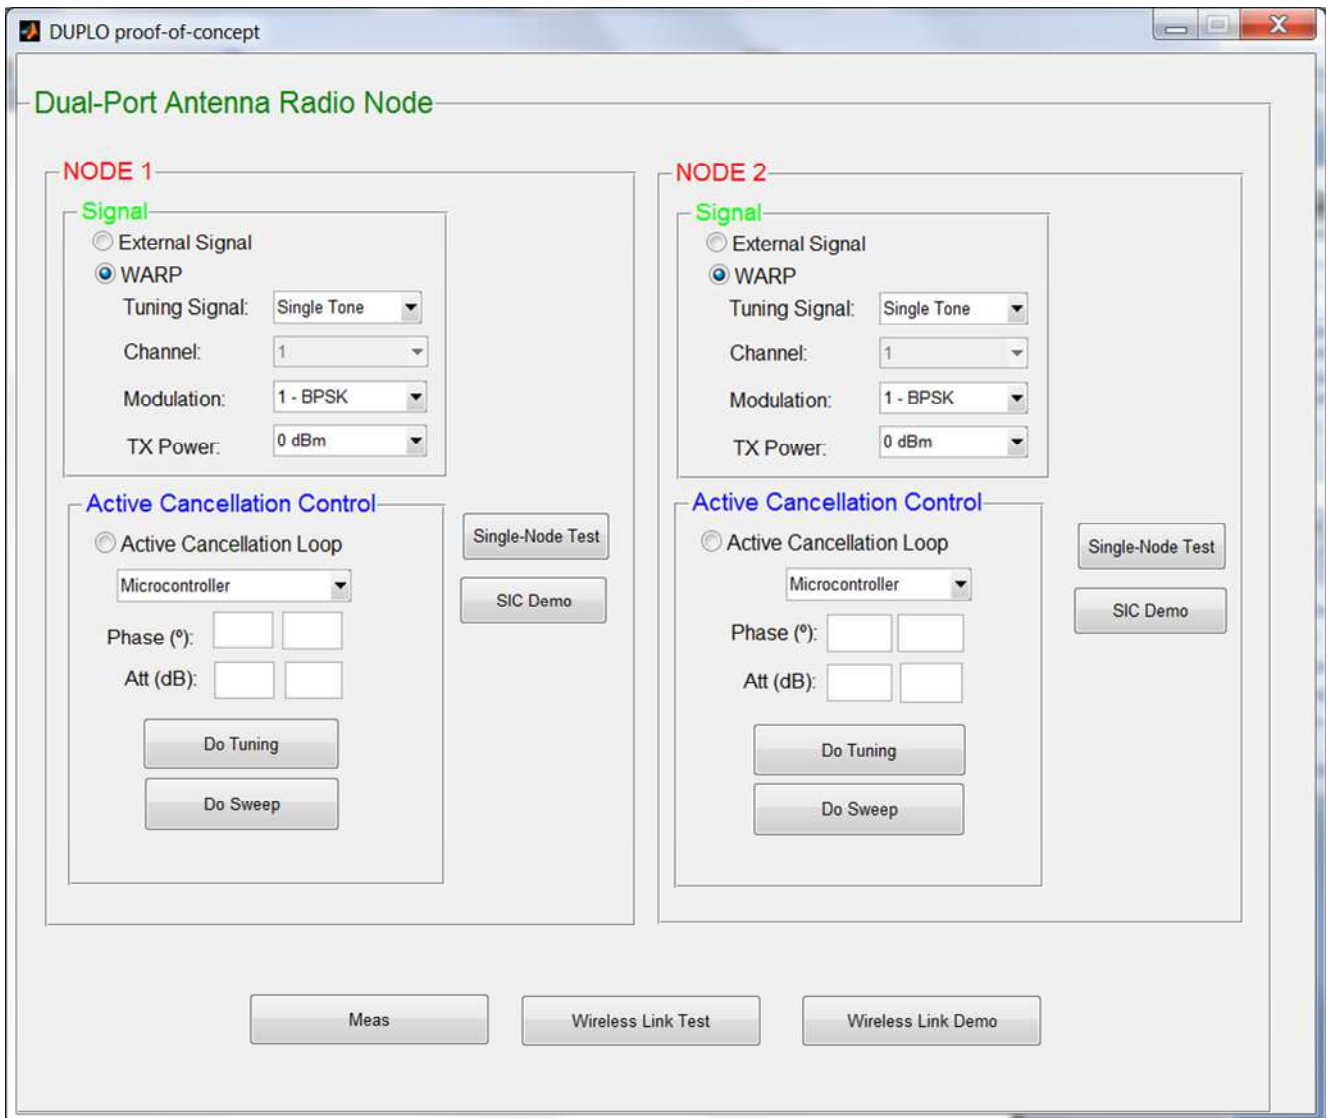 DUPLO proof-of-concept
Dual-Port Antenna Radio Node
NODE 1
Signal
External Signal
WARP
Tuning Signal: Single Tone
Channel: 1
Modulation: 1 - BPSK
TX Power: 0 dBm
Active Cancellation Control
Active Cancellation Loop
Microcontroller
Phase (º):
Att (dB):
Do Tuning
Do Sweep
Single-Node Test
SIC Demo
NODE 2
Signal
External Signal
WARP
Tuning Signal: Single Tone
Channel: 1
Modulation: 1 - BPSK
TX Power: 0 dBm
Active Cancellation Control
Active Cancellation Loop
Microcontroller
Phase (º):
Att (dB):
Do Tuning
Do Sweep
Single-Node Test
SIC Demo
Meas
Wireless Link Test
Wireless Link Demo